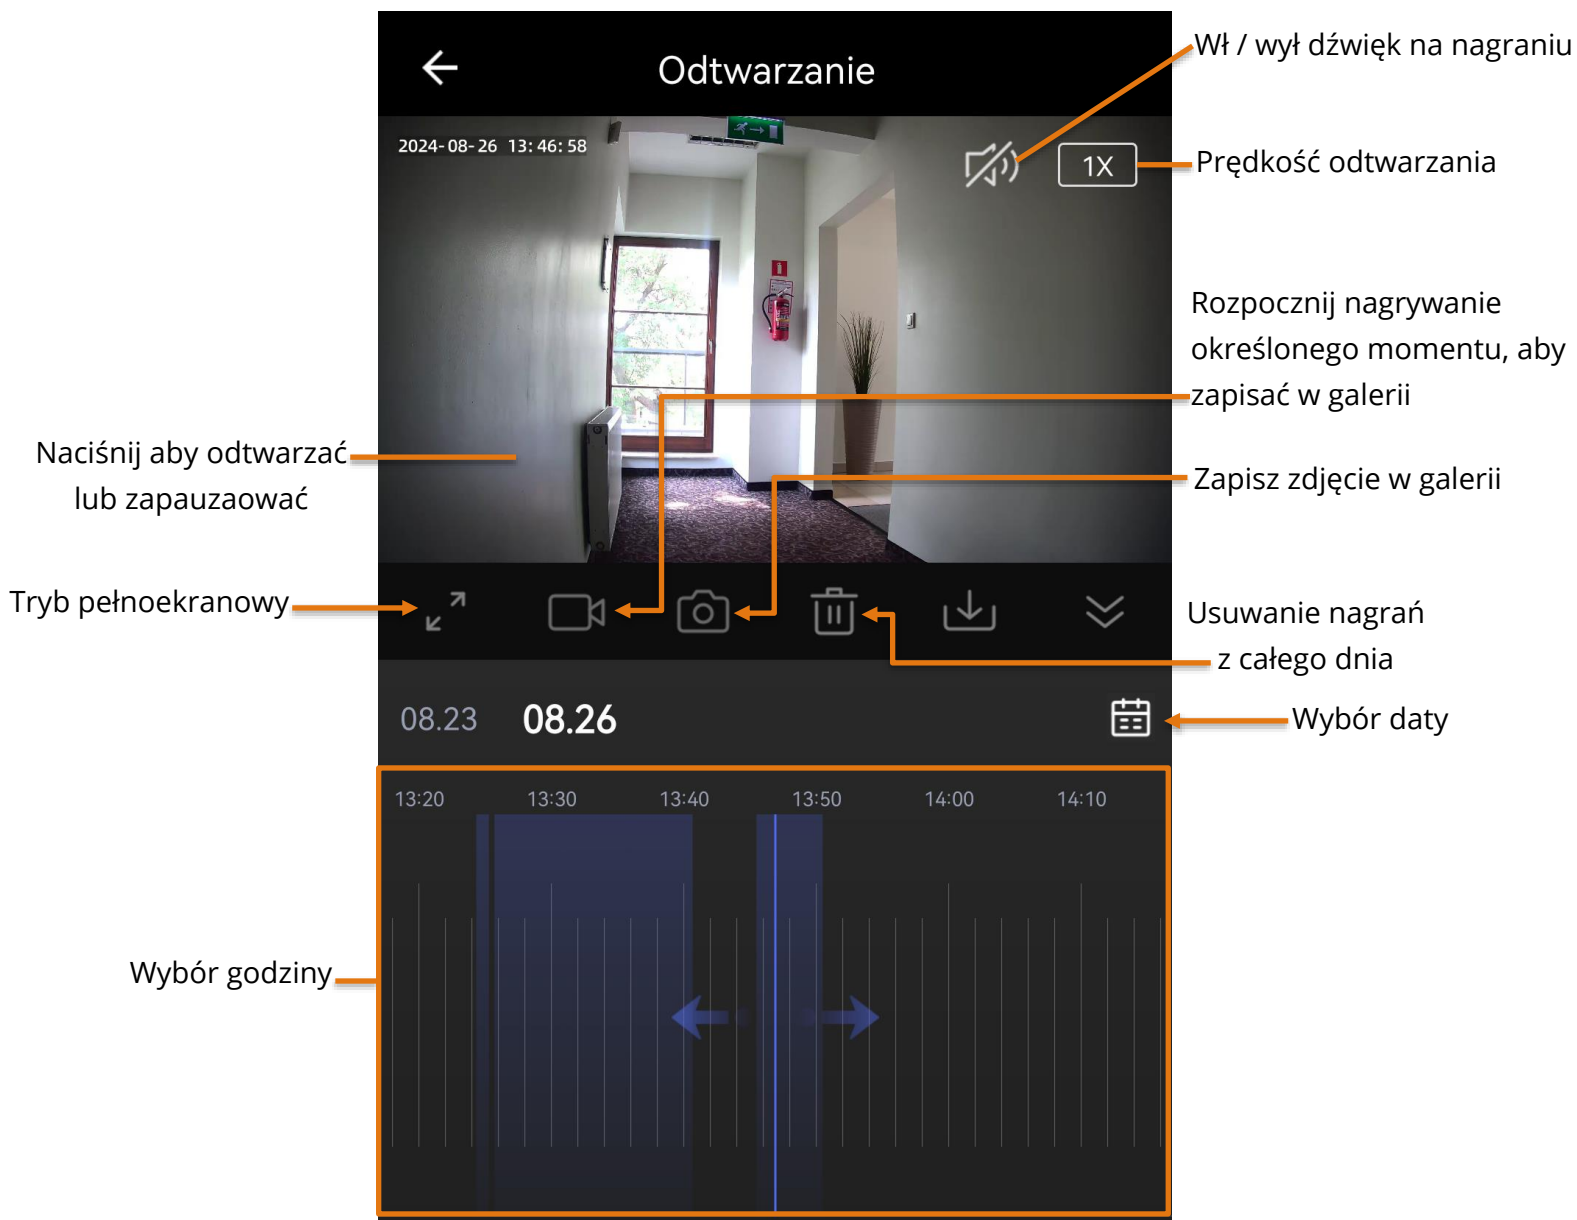 Odtwarzanie
Wł / wył dźwięk na nagraniu
2024-08-26 13:46:58
1X
Prędkość odtwarzania
Rozpocznij nagrywanie
określonego momentu, aby
zapisać w galerii
Naciśnij aby odtwarzać
lub zapauzaować
Zapisz zdjęcie w galerii
Tryb pełnoekranowy
Usuwanie nagrań
z całego dnia
08.23 08.26
Wybór daty
13:20 13:30 13:40 13:50 14:00 14:10
Wybór godziny